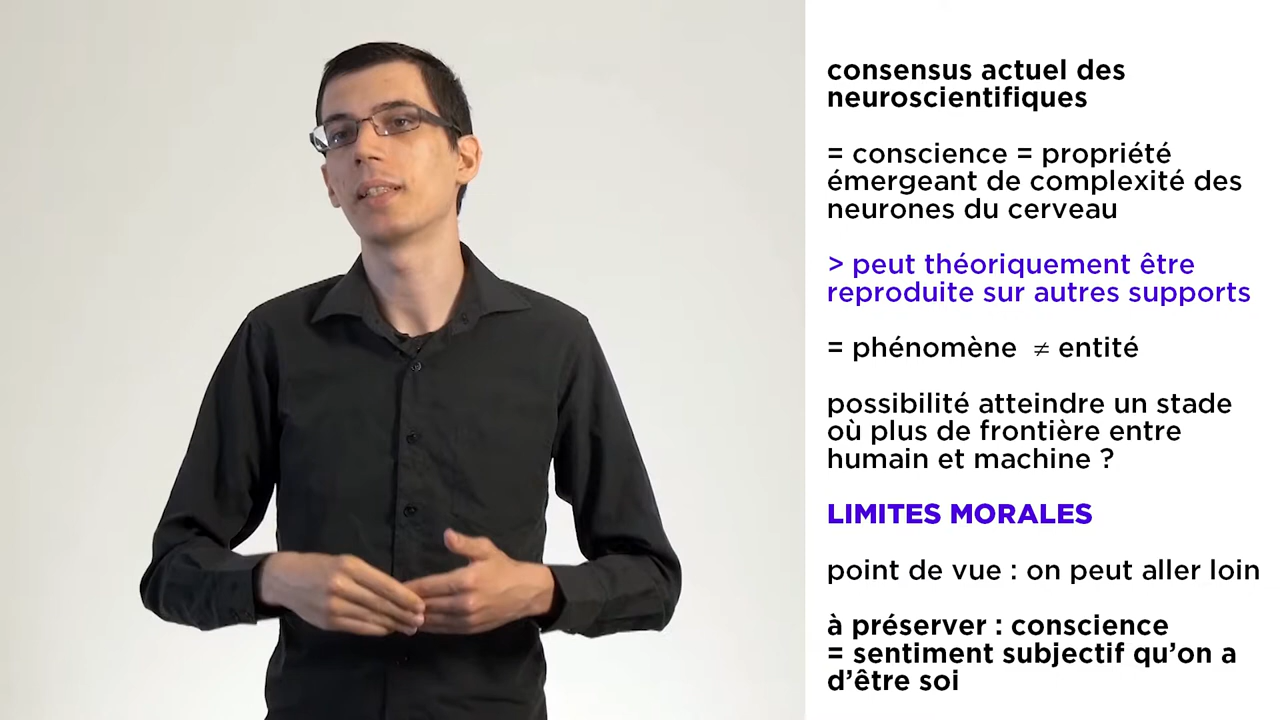 consensus actuel des
neuroscientifiques
= conscience = propriété
émergeant de complexité des
neurones du cerveau
> peut théoriquement être
reproduite sur autres supports
= phénomène ≠ entité
possibilité atteindre un stade
où plus de frontière entre
humain et machine ?
LIMITES MORALES
point de vue : on peut aller loin
à préserver : conscience
= sentiment subjectif qu’on a
d’être soi